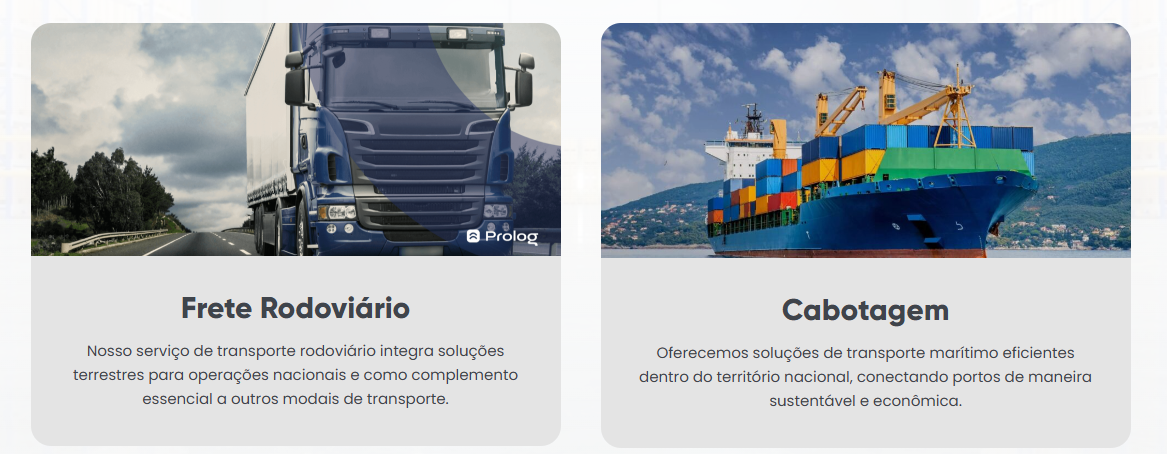 Prolog
Frete Rodoviário
Nosso serviço de transporte rodoviário integra soluções
terrestres para operações nacionais e como complemento
essencial a outros modais de transporte.
Cabotagem
Oferecemos soluções de transporte marítimo eficientes
dentro do território nacional, conectando portos de maneira
sustentável e econômica.